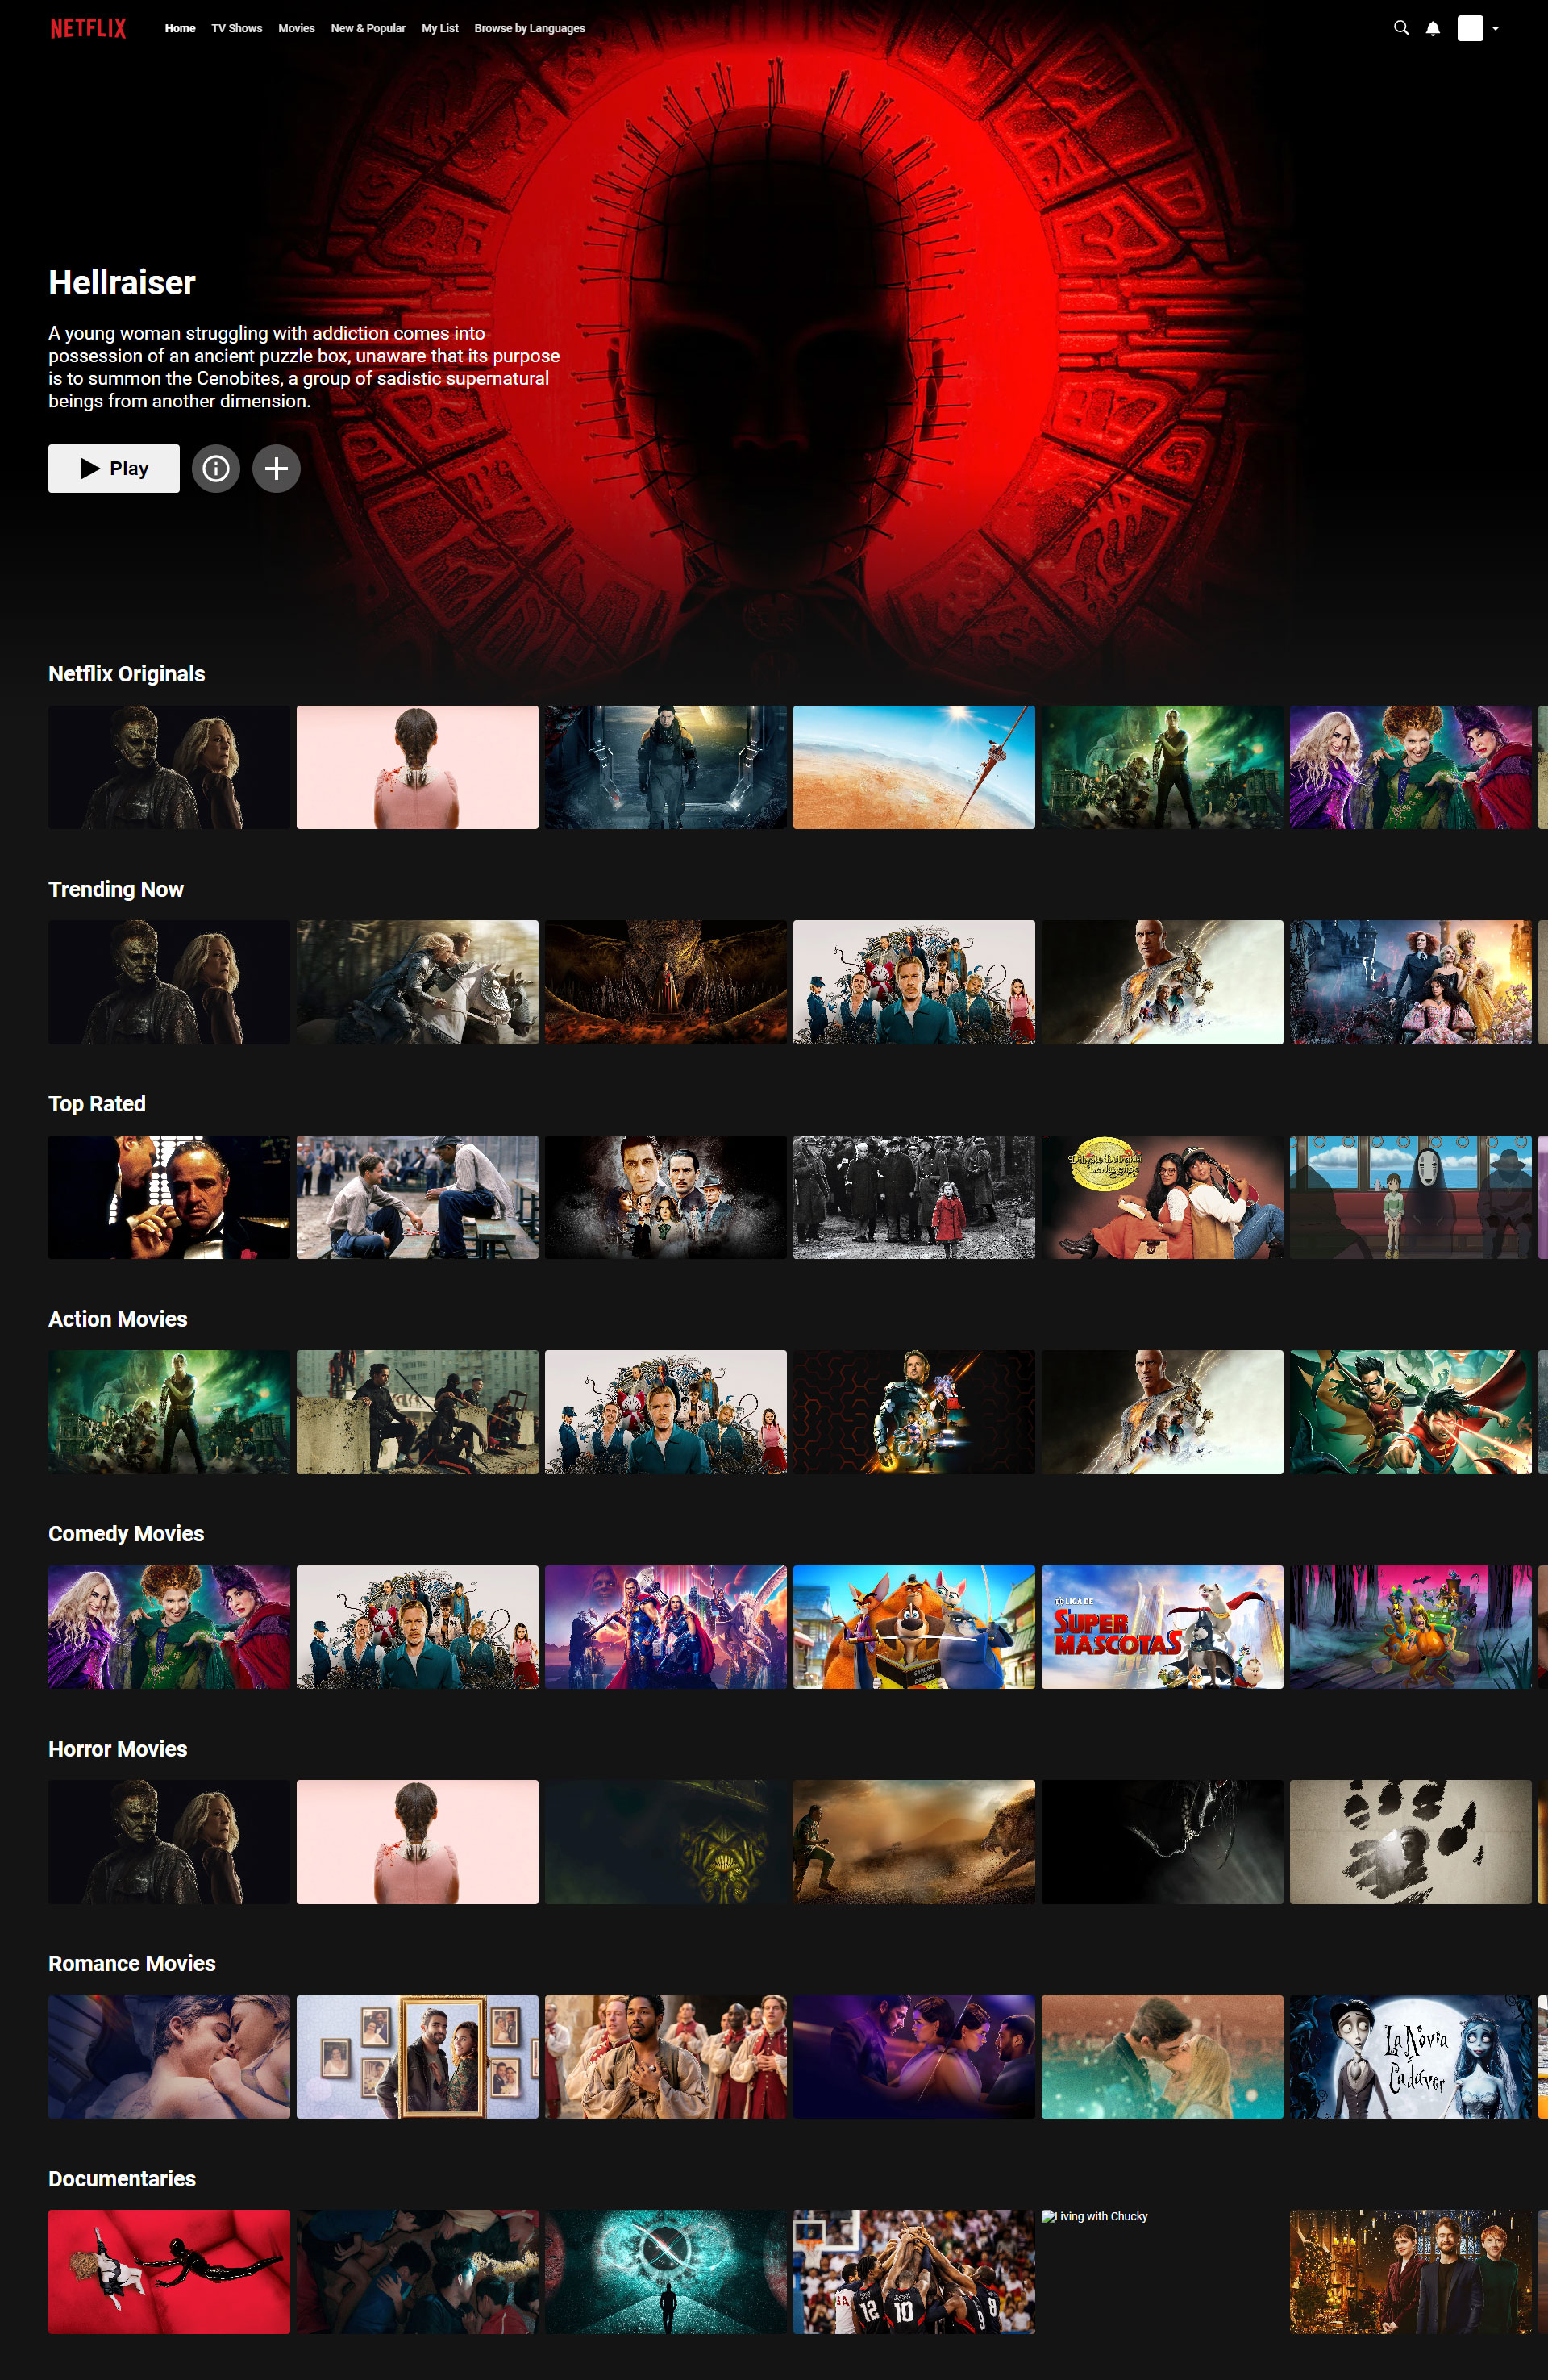 NETFLIX
Home
TV Shows
Movies
New & Popular
My List
Browse by Languages
Hellraiser
A young woman struggling with addiction comes into
possession of an ancient puzzle box, unaware that its purpose
is to summon the Cenobites, a group of sadistic supernatural
beings from another dimension.
Play
Netflix Originals
Trending Now
Top Rated
Dilwale Dulhania
Le Jayenge
Action Movies
Comedy Movies
LIGA DE
SUPER
MASCOTAS
SAMURAI
Horror Movies
Romance Movies
La Novia
Cadáver
Documentaries
12
10
9
8
Living with Chucky